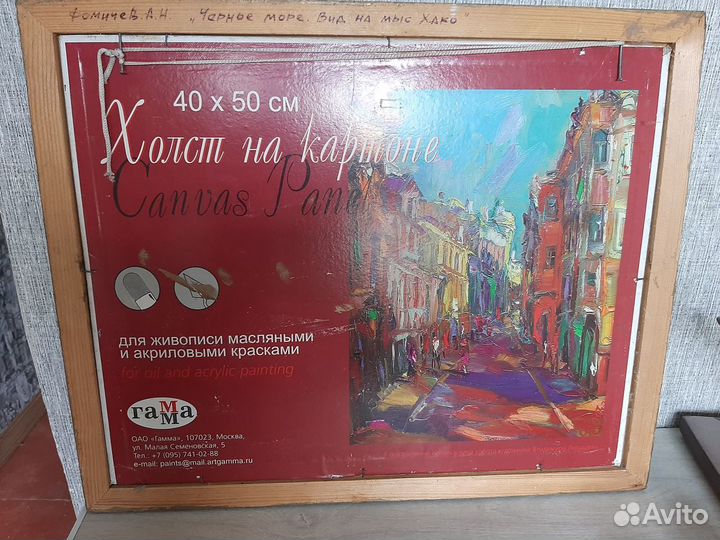 Фомичев.А.Н. „Черное море. Вид на мыс Хако"
40 х 50 см
Холст на картоне
Canvas Pane
для живописи масляными
и акриловыми красками
for oil and acrylic painting
гамма
ОАО «Гамма», 107023, Москва,
ул. Малая Семеновская, 5
Тел.: +7 (095) 741-02-88
e-mail: paints@mail.artgamma.ru
Avito